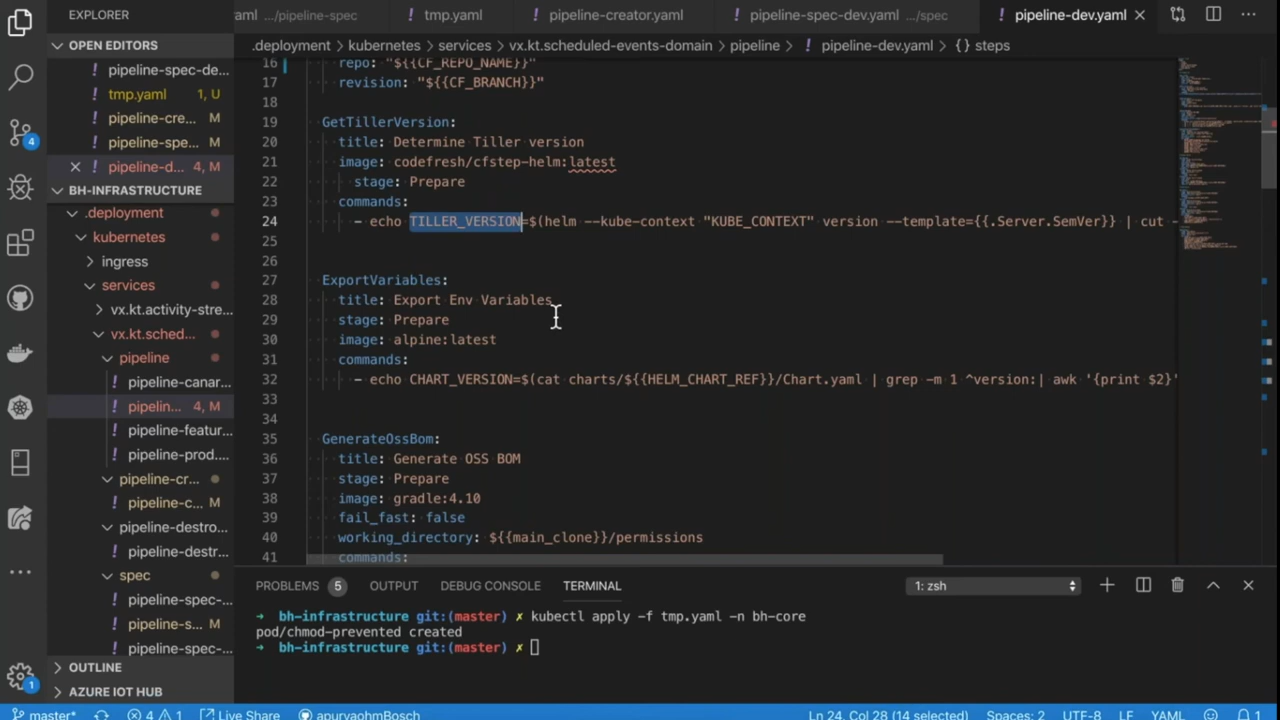 EXPLORER
OPEN EDITORS
pipeline-spec-de...
! tmp.yaml 1, U
! pipeline-cre... M
! pipeline-spe... M
! pipeline-d... 4, M
BH-INFRASTRUCTURE
.deployment
kubernetes
ingress
services
vx.kt.activity-stre...
vx.kt.sched...
pipeline
! pipeline-canar...
! pipelin... 4, M
! pipeline-featur...
! pipeline-prod....
pipeline-cr...
! pipeline-c... M
pipeline-destro...
! pipeline-destr...
spec
! pipeline-spec-...
! pipeline-s... M
! pipeline-spec-...
OUTLINE
AZURE IOT HUB
aml .../pipeline-spec ! tmp.yaml ! pipeline-creator.yaml ! pipeline-spec-dev.yaml .../spec ! pipeline-dev.yaml
.deployment > kubernetes > services > vx.kt.scheduled-events-domain > pipeline > ! pipeline-dev.yaml > {} steps
16 repo: "${{CF_REPO_NAME}}"
17 revision: "${{CF_BRANCH}}"
18
19 GetTillerVersion:
20 title: Determine Tiller version
21 image: codefresh/cfstep-helm:latest
22 stage: Prepare
23 commands:
24 - echo TILLER_VERSION=$(helm --kube-context "KUBE_CONTEXT" version --template={{.Server.SemVer}} | cut -
25
26
27 ExportVariables:
28 title: Export Env Variables
29 stage: Prepare
30 image: alpine:latest
31 commands:
32 - echo CHART_VERSION=$(cat charts/${{HELM_CHART_REF}}/Chart.yaml | grep -m 1 ^version:| awk '{print $2}'
33
34
35 GenerateOssBom:
36 title: Generate OSS BOM
37 stage: Prepare
38 image: gradle:4.10
39 fail_fast: false
40 working_directory: ${{main_clone}}/permissions
41 commands:
PROBLEMS 5 OUTPUT DEBUG CONSOLE TERMINAL 1: zsh
→ bh-infrastructure git:(master) ✗ kubectl apply -f tmp.yaml -n bh-core
pod/chmod-prevented created
→ bh-infrastructure git:(master) ✗
4
1
master* 4 1 Live Share apuryaohmBosch Ln 24, Col 28 (14 selected) Spaces: 2 UTF-8 LF YAML 1